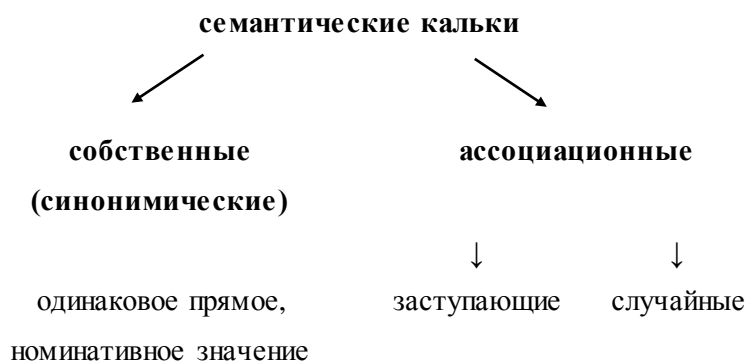 семантические кальки
собственные
(синонимические)
ассоциационные
↓ ↓
одинаковое прямое,
номинативное значение
заступающие случайные